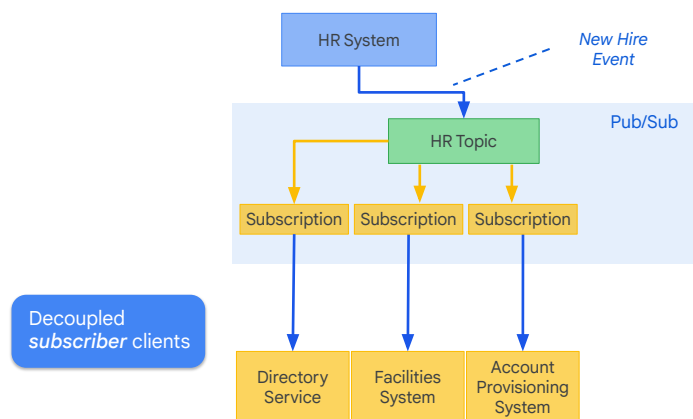 HR System
New Hire
Event
Pub/Sub
HR Topic
Subscription
Subscription
Subscription
Decoupled
subscriber clients
Directory
Service
Facilities
System
Account
Provisioning
System